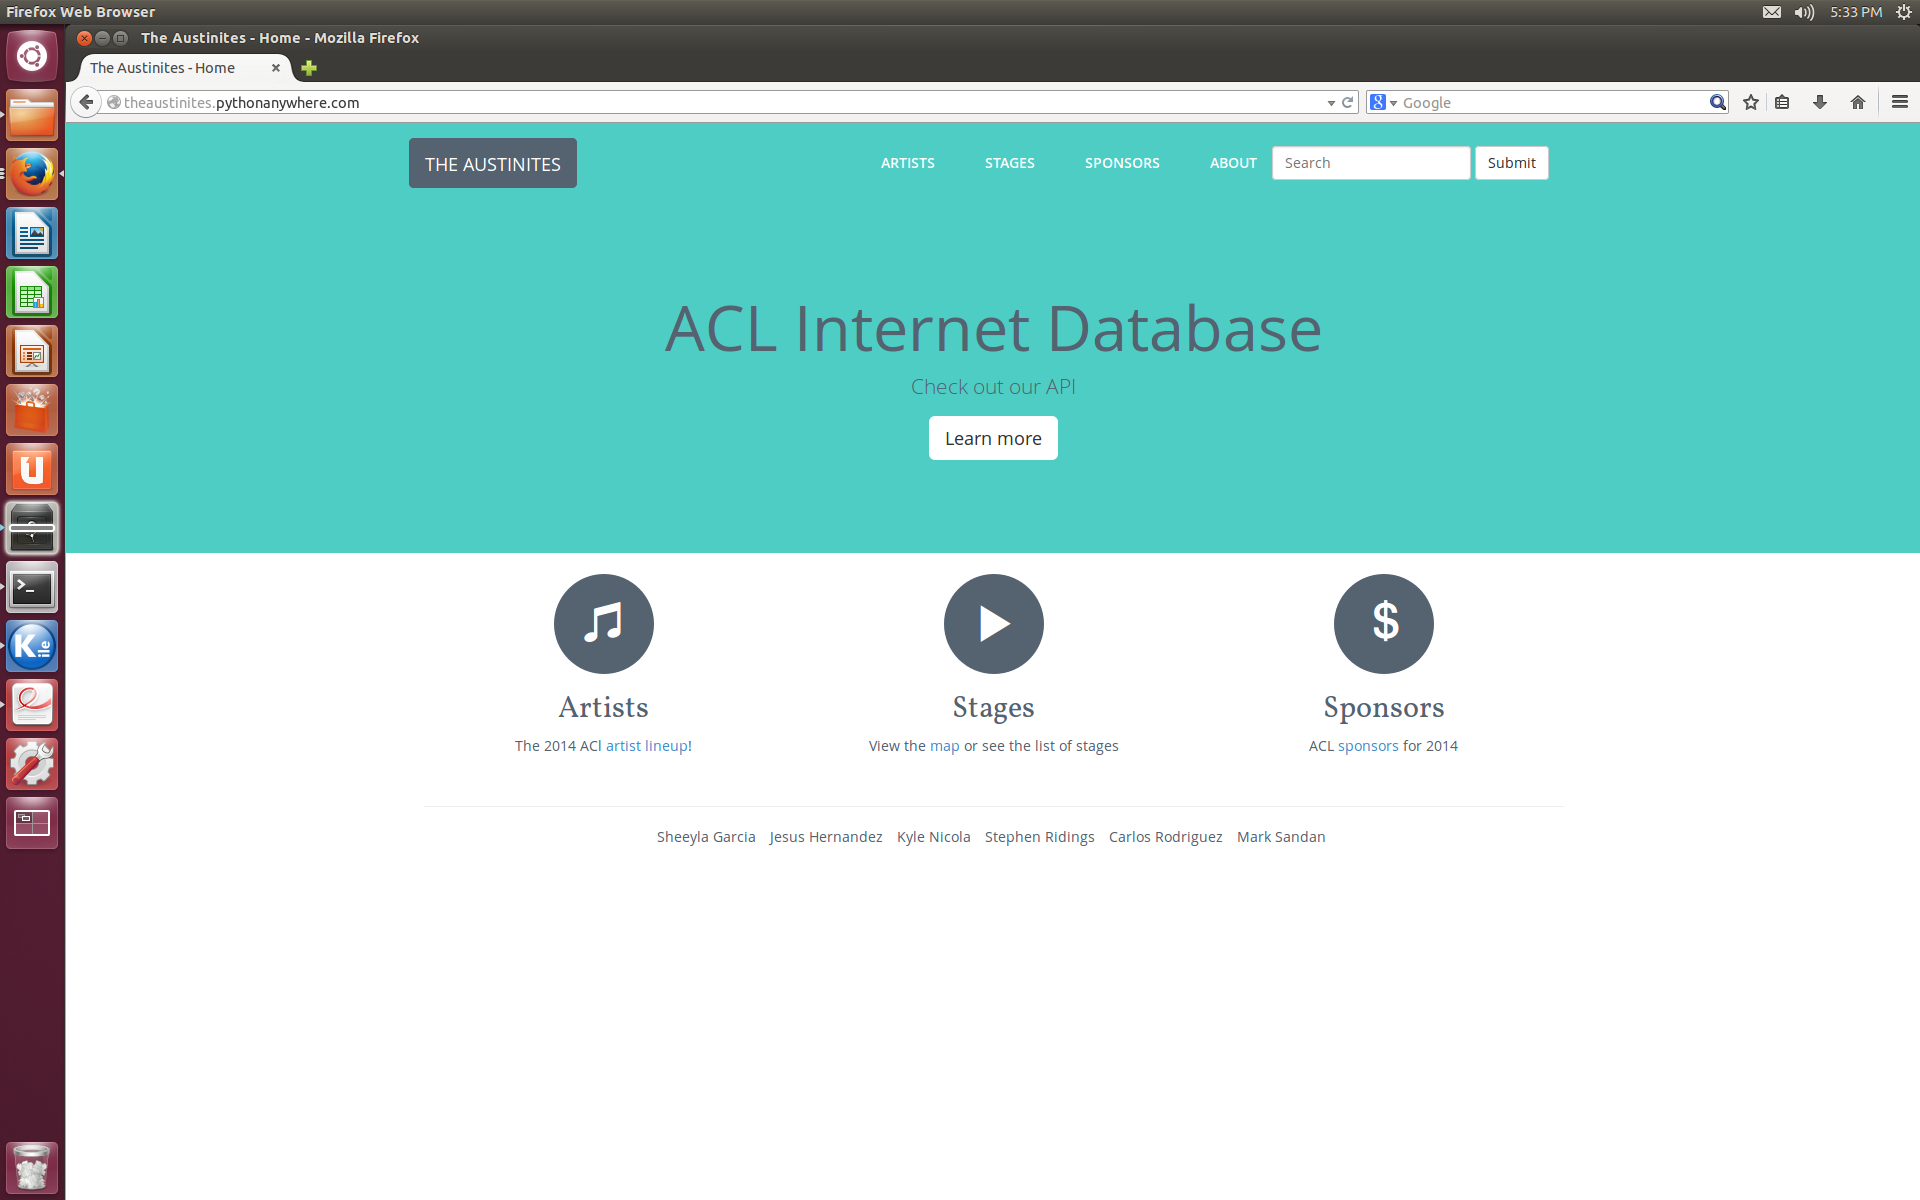 Firefox Web Browser
5:33 PM
The Austinites - Home - Mozilla Firefox
The Austinites - Home
theaustinites.pythonanywhere.com
Google
THE AUSTINITES
ARTISTS STAGES SPONSORS ABOUT Search Submit
ACL Internet Database
Check out our API
Learn more
Artists
The 2014 ACl artist lineup!
Stages
View the map or see the list of stages
Sponsors
ACL sponsors for 2014
Sheeyla Garcia Jesus Hernandez Kyle Nicola Stephen Ridings Carlos Rodriguez Mark Sandan